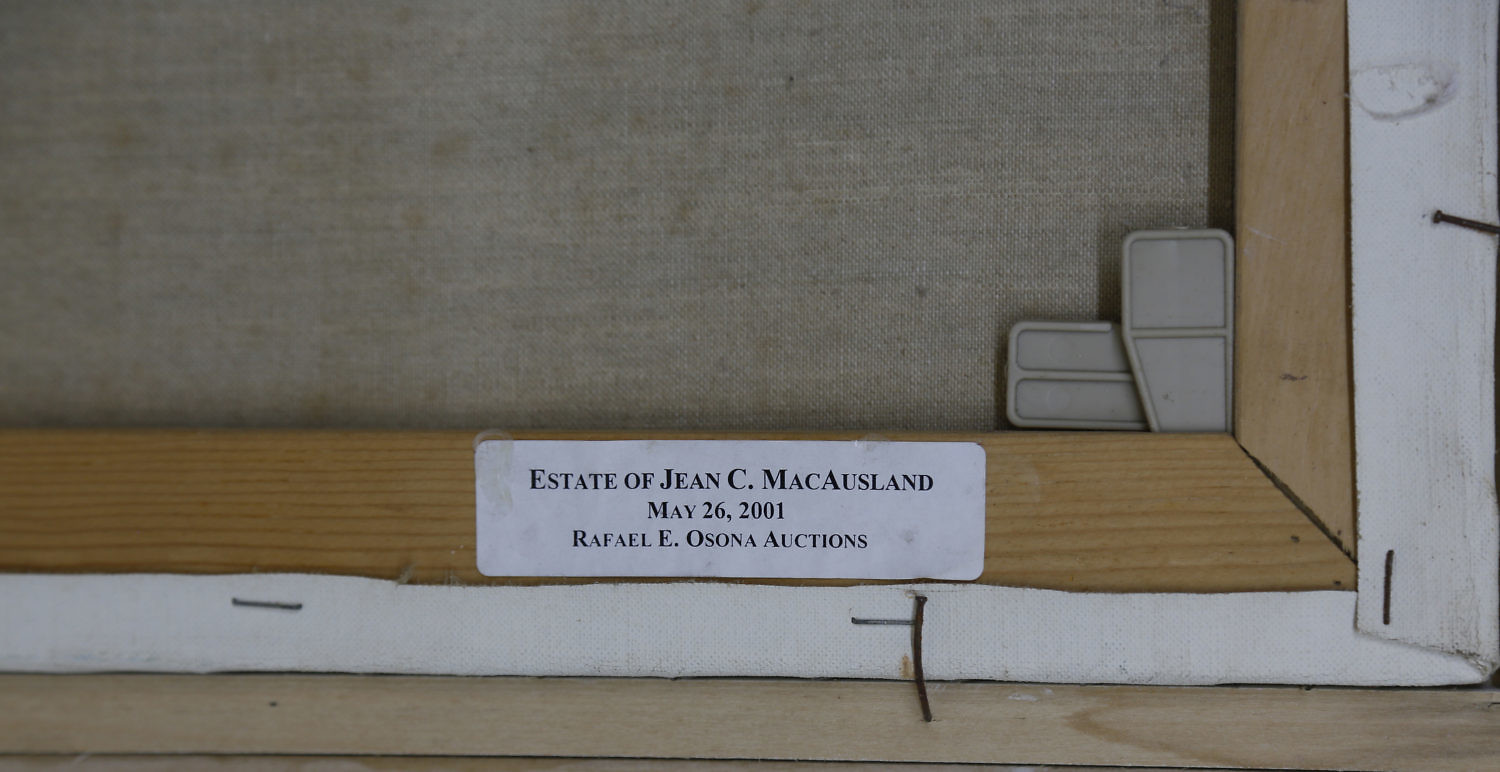 Estate of Jean C. MacAusland
May 26, 2001
Rafael E. Osona Auctions